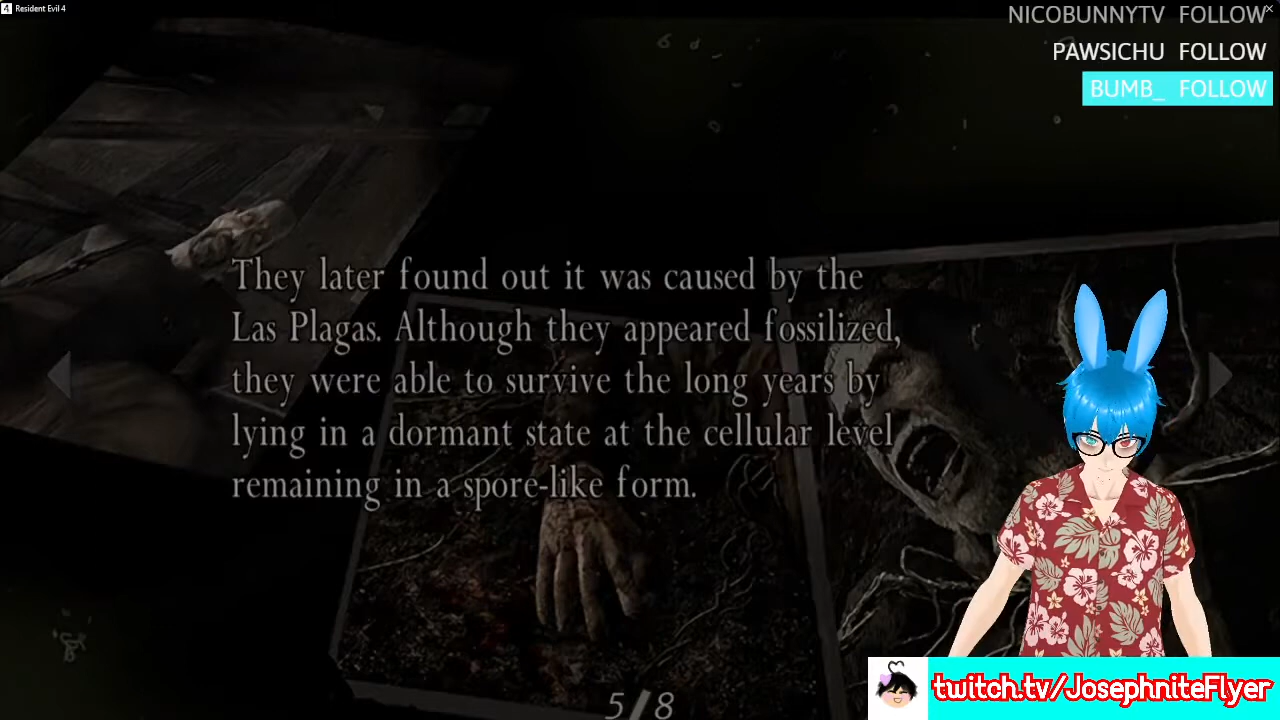 4 Resident Evil 4
NICOBUNNYTV FOLLOW
PAWSICHU FOLLOW
BUMB_ FOLLOW
They later found out it was caused by the
Las Plagas. Although they appeared fossilized,
they were able to survive the long years by
lying in a dormant state at the cellular level
remaining in a spore-like form.
5/8
twitch.tv/JosephniteFlyer